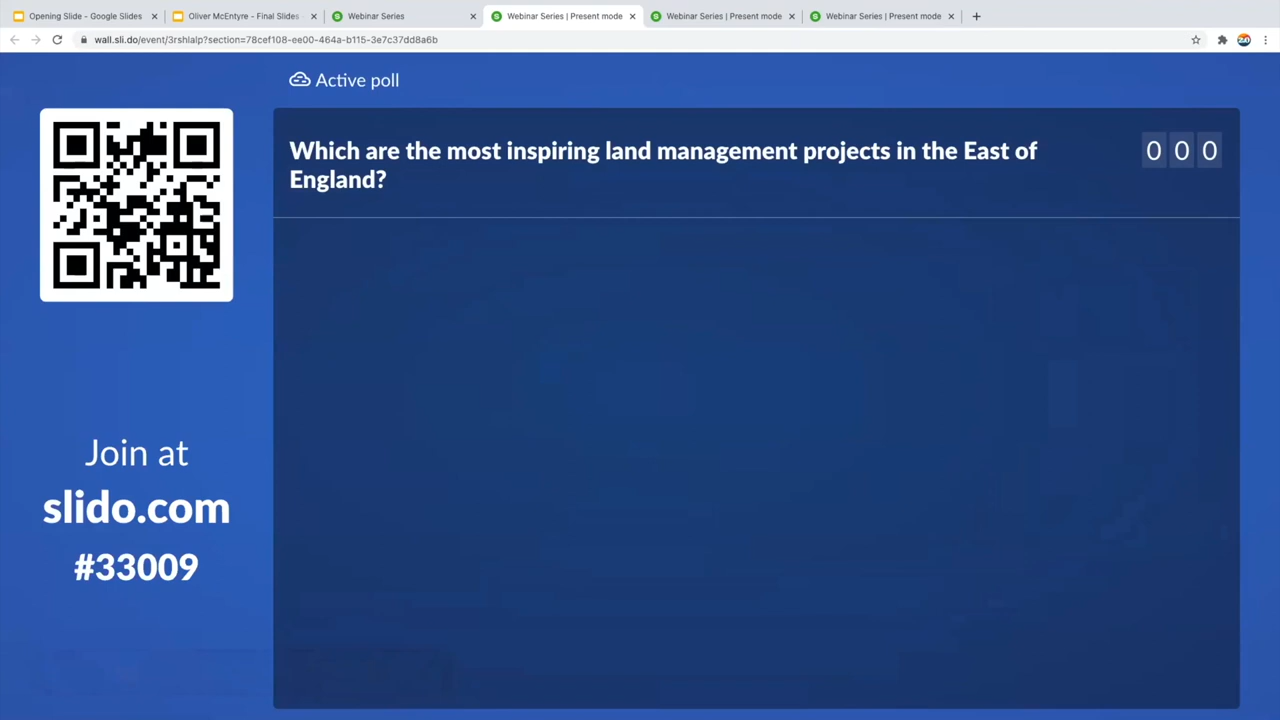 Opening Slide - Google Slides
Oliver McEntyre - Final Slides -
Webinar Series
Webinar Series | Present mode
Webinar Series | Present mode
Webinar Series | Present mode
wall.sli.do/event/3rshlalp?section=78cef108-ee00-464a-b115-3e7c37dd8a6b
Active poll
Which are the most inspiring land management projects in the East of
England?
0 0 0
Join at
slido.com
#33009